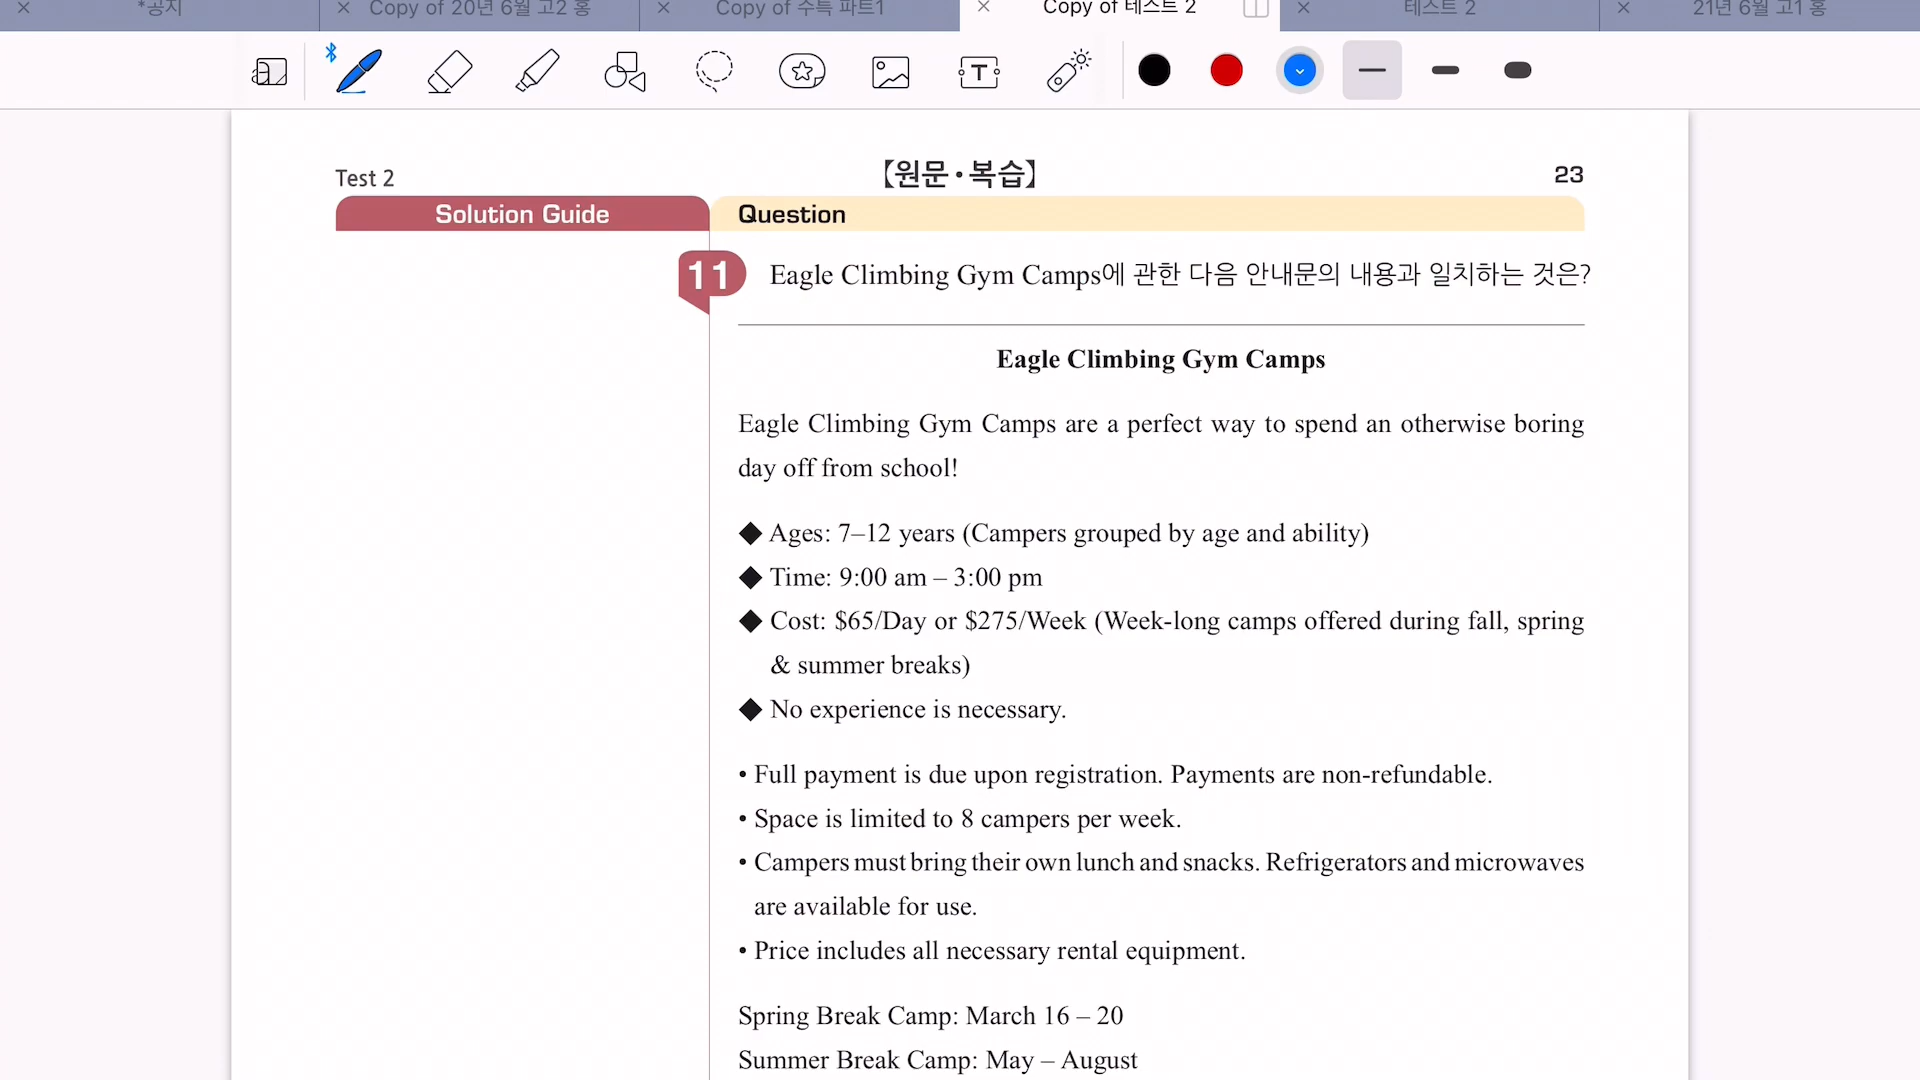 *공지
Copy of 20년 6월 고2 홍
Copy of 수특 파트1
Copy of 테스트 2
테스트 2
21년 6월 고1 홍
Test 2
【원문·복습】
23
Solution Guide
Question
11
Eagle Climbing Gym Camps에 관한 다음 안내문의 내용과 일치하는 것은?
Eagle Climbing Gym Camps
Eagle Climbing Gym Camps are a perfect way to spend an otherwise boring
day off from school!
◆ Ages: 7–12 years (Campers grouped by age and ability)
◆ Time: 9:00 am – 3:00 pm
◆ Cost: $65/Day or $275/Week (Week-long camps offered during fall, spring
& summer breaks)
◆ No experience is necessary.
• Full payment is due upon registration. Payments are non-refundable.
• Space is limited to 8 campers per week.
• Campers must bring their own lunch and snacks. Refrigerators and microwaves
are available for use.
• Price includes all necessary rental equipment.
Spring Break Camp: March 16 – 20
Summer Break Camp: May – August